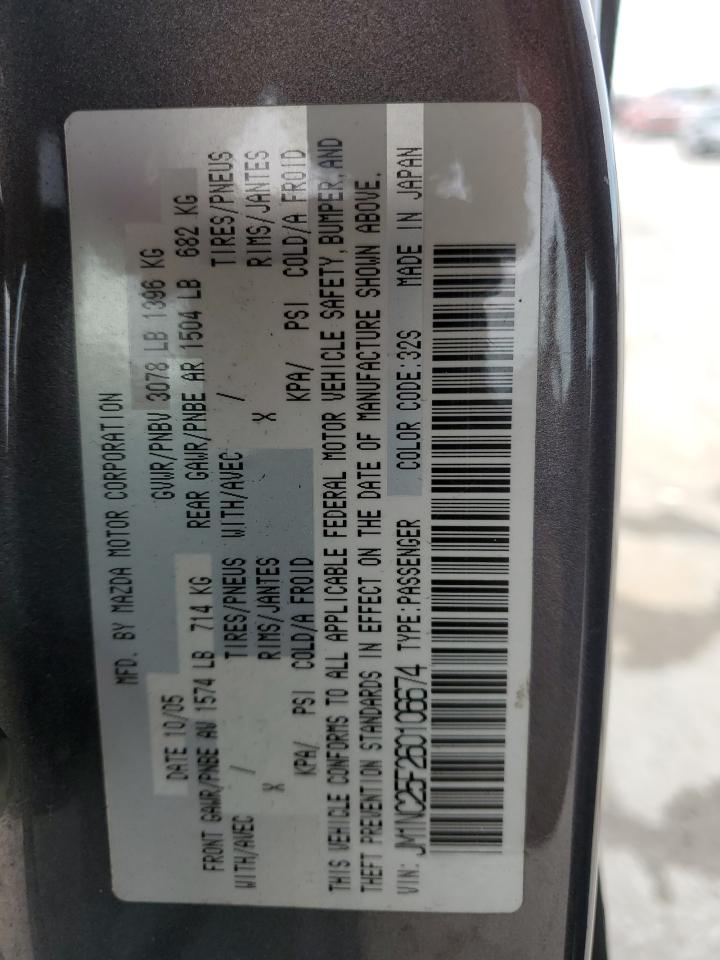 MFD. BY MAZDA MOTOR CORPORATION
DATE 10/05 GVWR/PNBV 3078 LB 1396 KG
FRONT GAWR/PNBE AV 1574 LB 714 KG REAR GAWR/PNBE AR 1504 LB 682 KG
WITH/AVEC / TIRES/PNEUS WITH/AVEC / TIRES/PNEUS
X RIMS/JANTES X RIMS/JANTES
KPA/ PSI COLD/A FROID KPA/ PSI COLD/A FROID
THIS VEHICLE CONFORMS TO ALL APPLICABLE FEDERAL MOTOR VEHICLE SAFETY, BUMPER, AND
THEFT PREVENTION STANDARDS IN EFFECT ON THE DATE OF MANUFACTURE SHOWN ABOVE.
VIN: JM1NC25F260106674 TYPE:PASSENGER COLOR CODE:32S MADE IN JAPAN